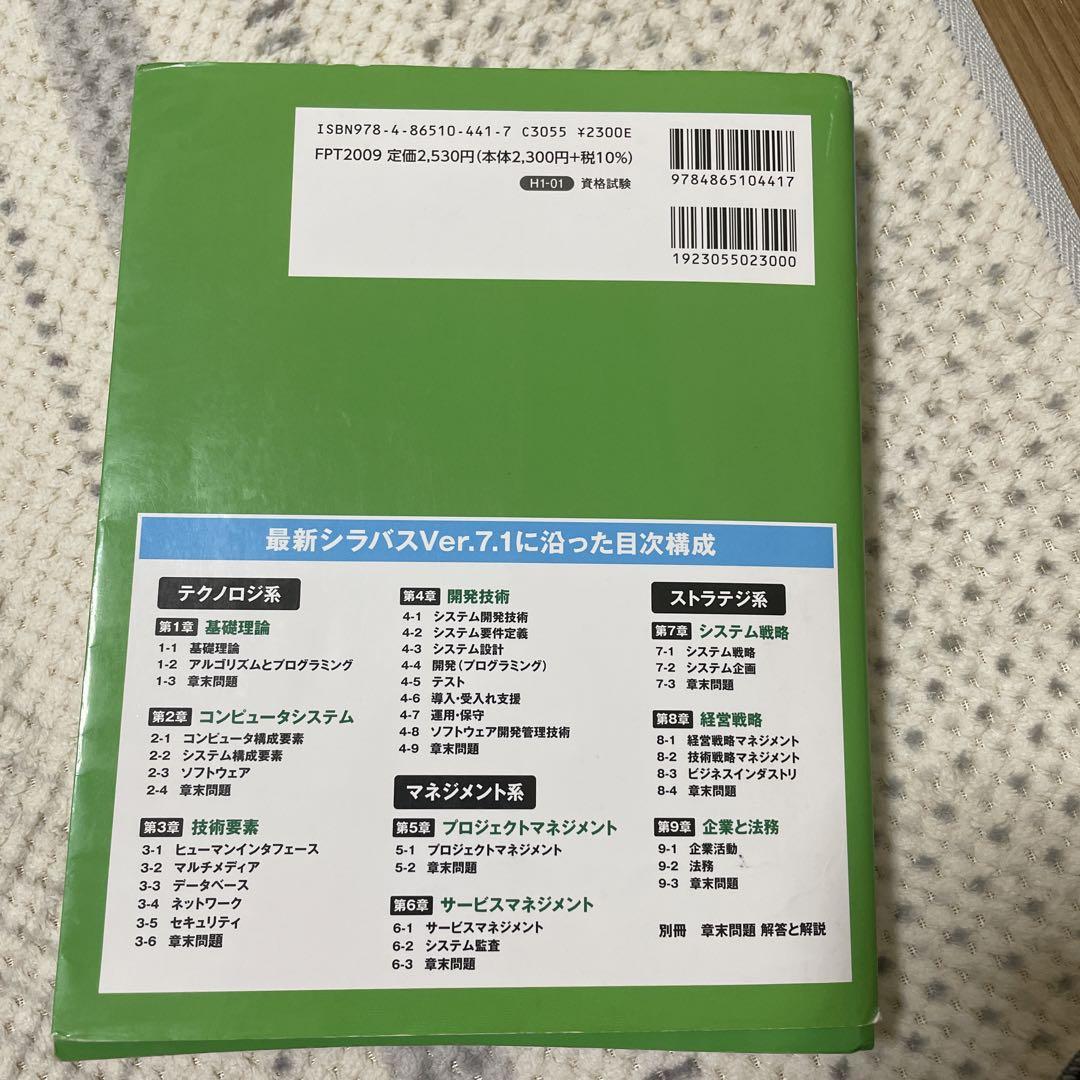 ISBN978-4-86510-441-7 C3055 ¥2300E
FPT2009 定価2,530円(本体2,300円+税10%)
H1-01 資格試験
9784865104417
1923055023000
最新シラバスVer.7.1に沿った目次構成
テクノロジ系
第1章 基礎理論
1-1 基礎理論
1-2 アルゴリズムとプログラミング
1-3 章末問題
第2章 コンピュータシステム
2-1 コンピュータ構成要素
2-2 システム構成要素
2-3 ソフトウェア
2-4 章末問題
第3章 技術要素
3-1 ヒューマンインタフェース
3-2 マルチメディア
3-3 データベース
3-4 ネットワーク
3-5 セキュリティ
3-6 章末問題
第4章 開発技術
4-1 システム開発技術
4-2 システム要件定義
4-3 システム設計
4-4 開発(プログラミング)
4-5 テスト
4-6 導入・受入れ支援
4-7 運用・保守
4-8 ソフトウェア開発管理技術
4-9 章末問題
マネジメント系
第5章 プロジェクトマネジメント
5-1 プロジェクトマネジメント
5-2 章末問題
第6章 サービスマネジメント
6-1 サービスマネジメント
6-2 システム監査
6-3 章末問題
ストラテジ系
第7章 システム戦略
7-1 システム戦略
7-2 システム企画
7-3 章末問題
第8章 経営戦略
8-1 経営戦略マネジメント
8-2 技術戦略マネジメント
8-3 ビジネスインダストリ
8-4 章末問題
第9章 企業と法務
9-1 企業活動
9-2 法務
9-3 章末問題
別冊 章末問題 解答と解説